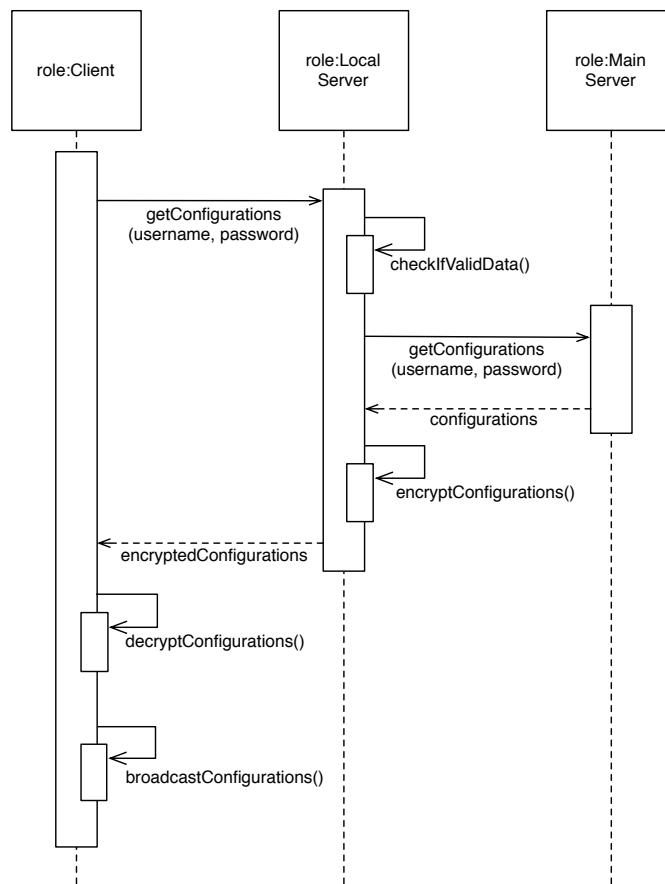 role:Client
role:Local
Server
role:Main
Server
getConfigurations
(username, password)
checkIfValidData()
getConfigurations
(username, password)
configurations
encryptConfigurations()
encryptedConfigurations
decryptConfigurations()
broadcastConfigurations()